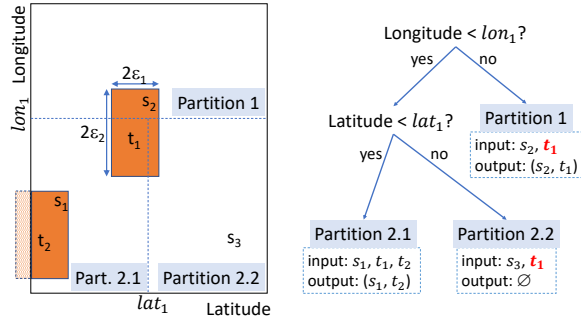 Longitude
lon₁
2ε₁
2ε₂
s₂
t₁
Partition 1
s₁
t₂
s₃
Part. 2.1
Partition 2.2
lat₁
Latitude
Longitude < lon₁?
yes
no
Latitude < lat₁?
Partition 1
input: s₂, t₁
output: (s₂, t₁)
yes
no
Partition 2.1
input: s₁, t₁, t₂
output: (s₁, t₂)
Partition 2.2
input: s₃, t₁
output: ∅